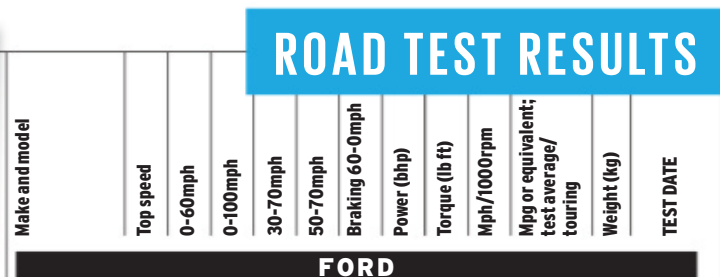 ROAD TEST RESULTS
Make and model
Top speed
0-60mph
0-100mph
30-70mph
50-70mph
Braking 60-0mph
Power (bhp)
Torque (lb ft)
Mph/1000rpm
Mpg or equivalent;
test average/
touring
Weight (kg)
TEST DATE
FORD